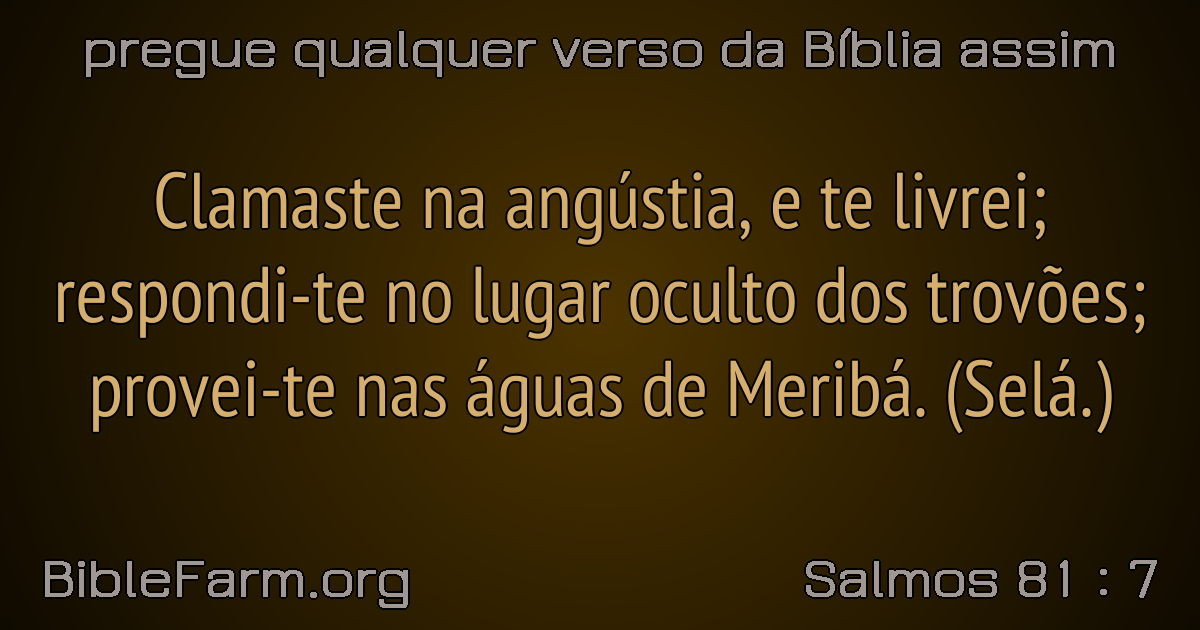 pregue qualquer verso da Bíblia assim
Clamaste na angústia, e te livrei;
respondi-te no lugar oculto dos trovões;
provei-te nas águas de Meribá. (Selá.)
BibleFarm.org
Salmos 81 : 7